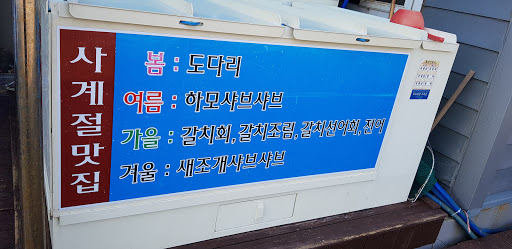 사계절맛집
봄 : 도다리
여름 : 하모샤브샤브
가을 : 갈치회, 갈치조림, 갈치선어회, 전어
겨울 : 새조개샤브샤브